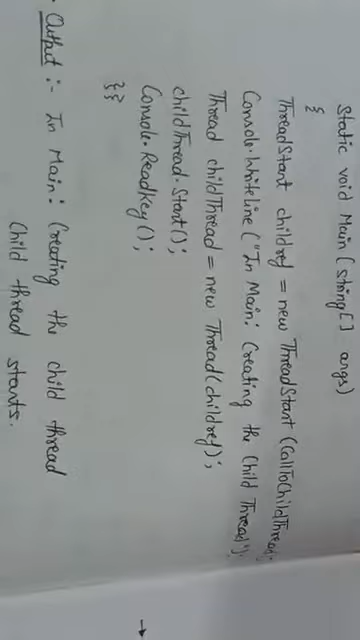 Static void Main (string[] args)
{
ThreadStart childref = new ThreadStart (CallToChildThread;
Console.WriteLine ("In Main: Creating the Child Thread");
Thread childThread = new Thread(childref);
childThread.Start();
Console.ReadKey();
}}
• Output :- In Main: Creating the child thread
Child thread starts.
→